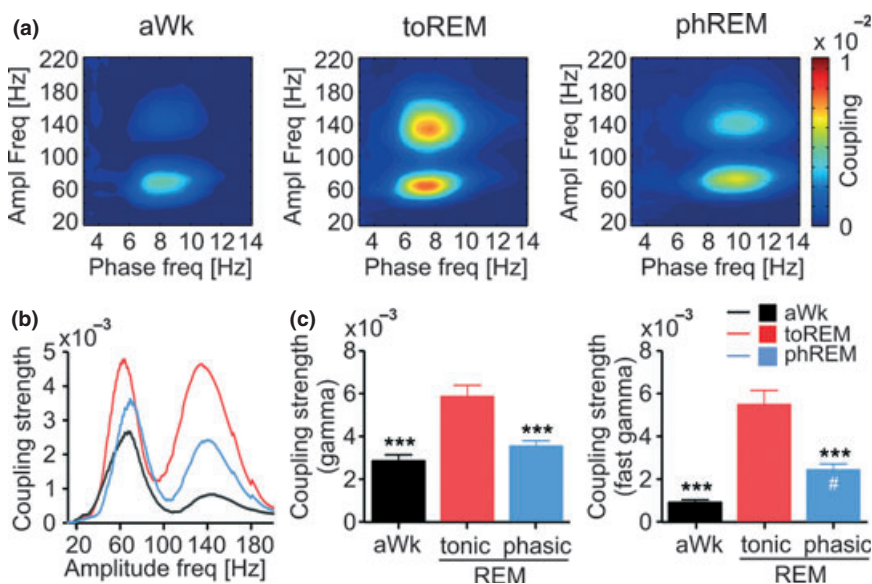 (a)
aWk
toREM
phREM
x 10⁻²
Ampl Freq [Hz]
220
180
140
100
60
20
4 6 8 10 12 14
Phase freq [Hz]
Ampl Freq [Hz]
220
180
140
100
60
20
4 6 8 10 12 14
Phase freq [Hz]
Ampl Freq [Hz]
220
180
140
100
60
20
4 6 8 10 12 14
Phase freq [Hz]
1
0
Coupling
(b)
×10⁻³
Coupling strength
5
4
3
2
1
0
20 60 100 140 180
Amplitude freq [Hz]
(c)
×10⁻³
Coupling strength
(gamma)
8
6
4
2
0
***
***
aWk tonic phasic
REM
×10⁻³
Coupling strength
(fast gamma)
8
6
4
2
0
aWk
toREM
phREM
***
***
#
aWk tonic phasic
REM